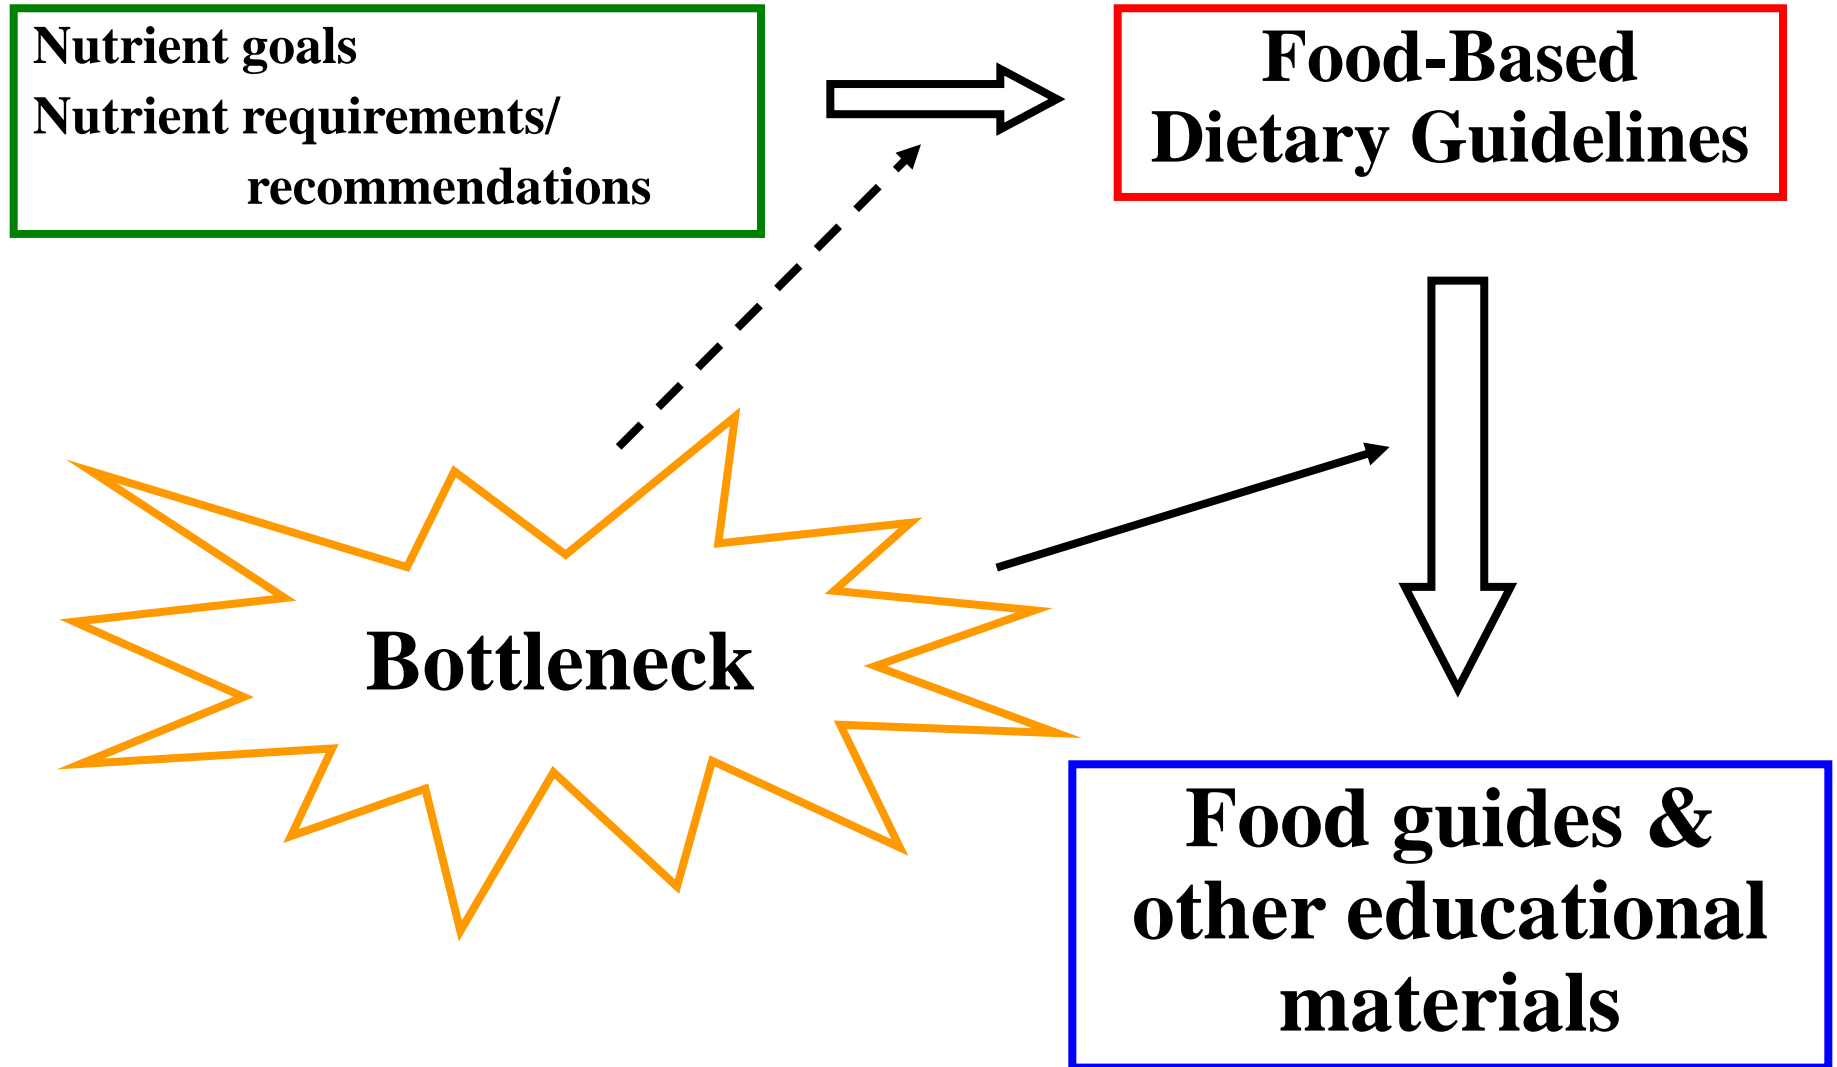 Nutrient goals
Nutrient requirements/
recommendations
Food-Based
Dietary Guidelines
Bottleneck
Food guides &
other educational
materials